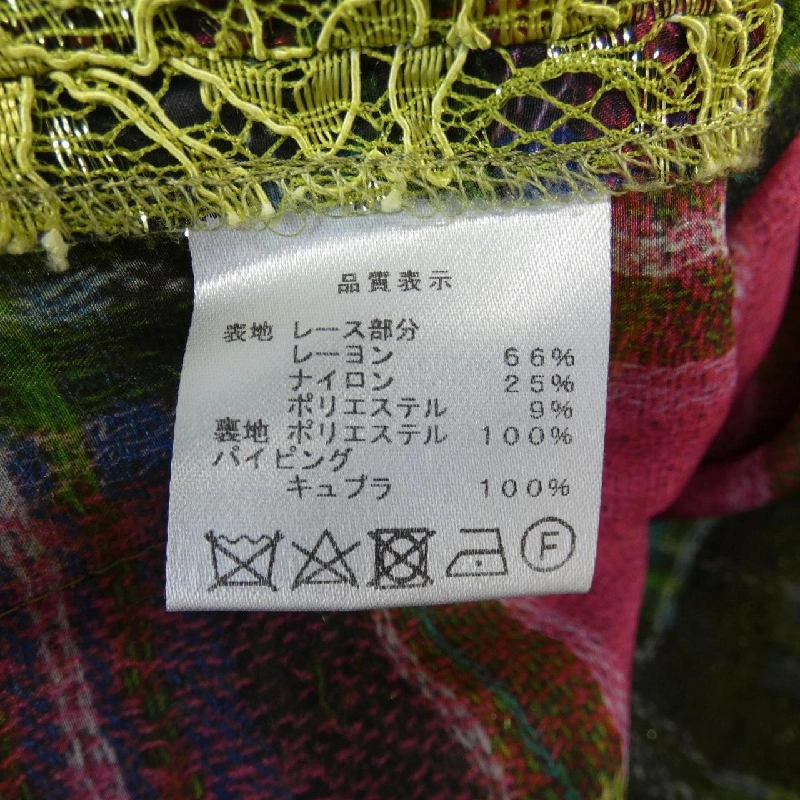 品質表示
表地 レース部分
レーヨン 66%
ナイロン 25%
ポリエステル 9%
裏地 ポリエステル 100%
パイピング
キュプラ 100%
F